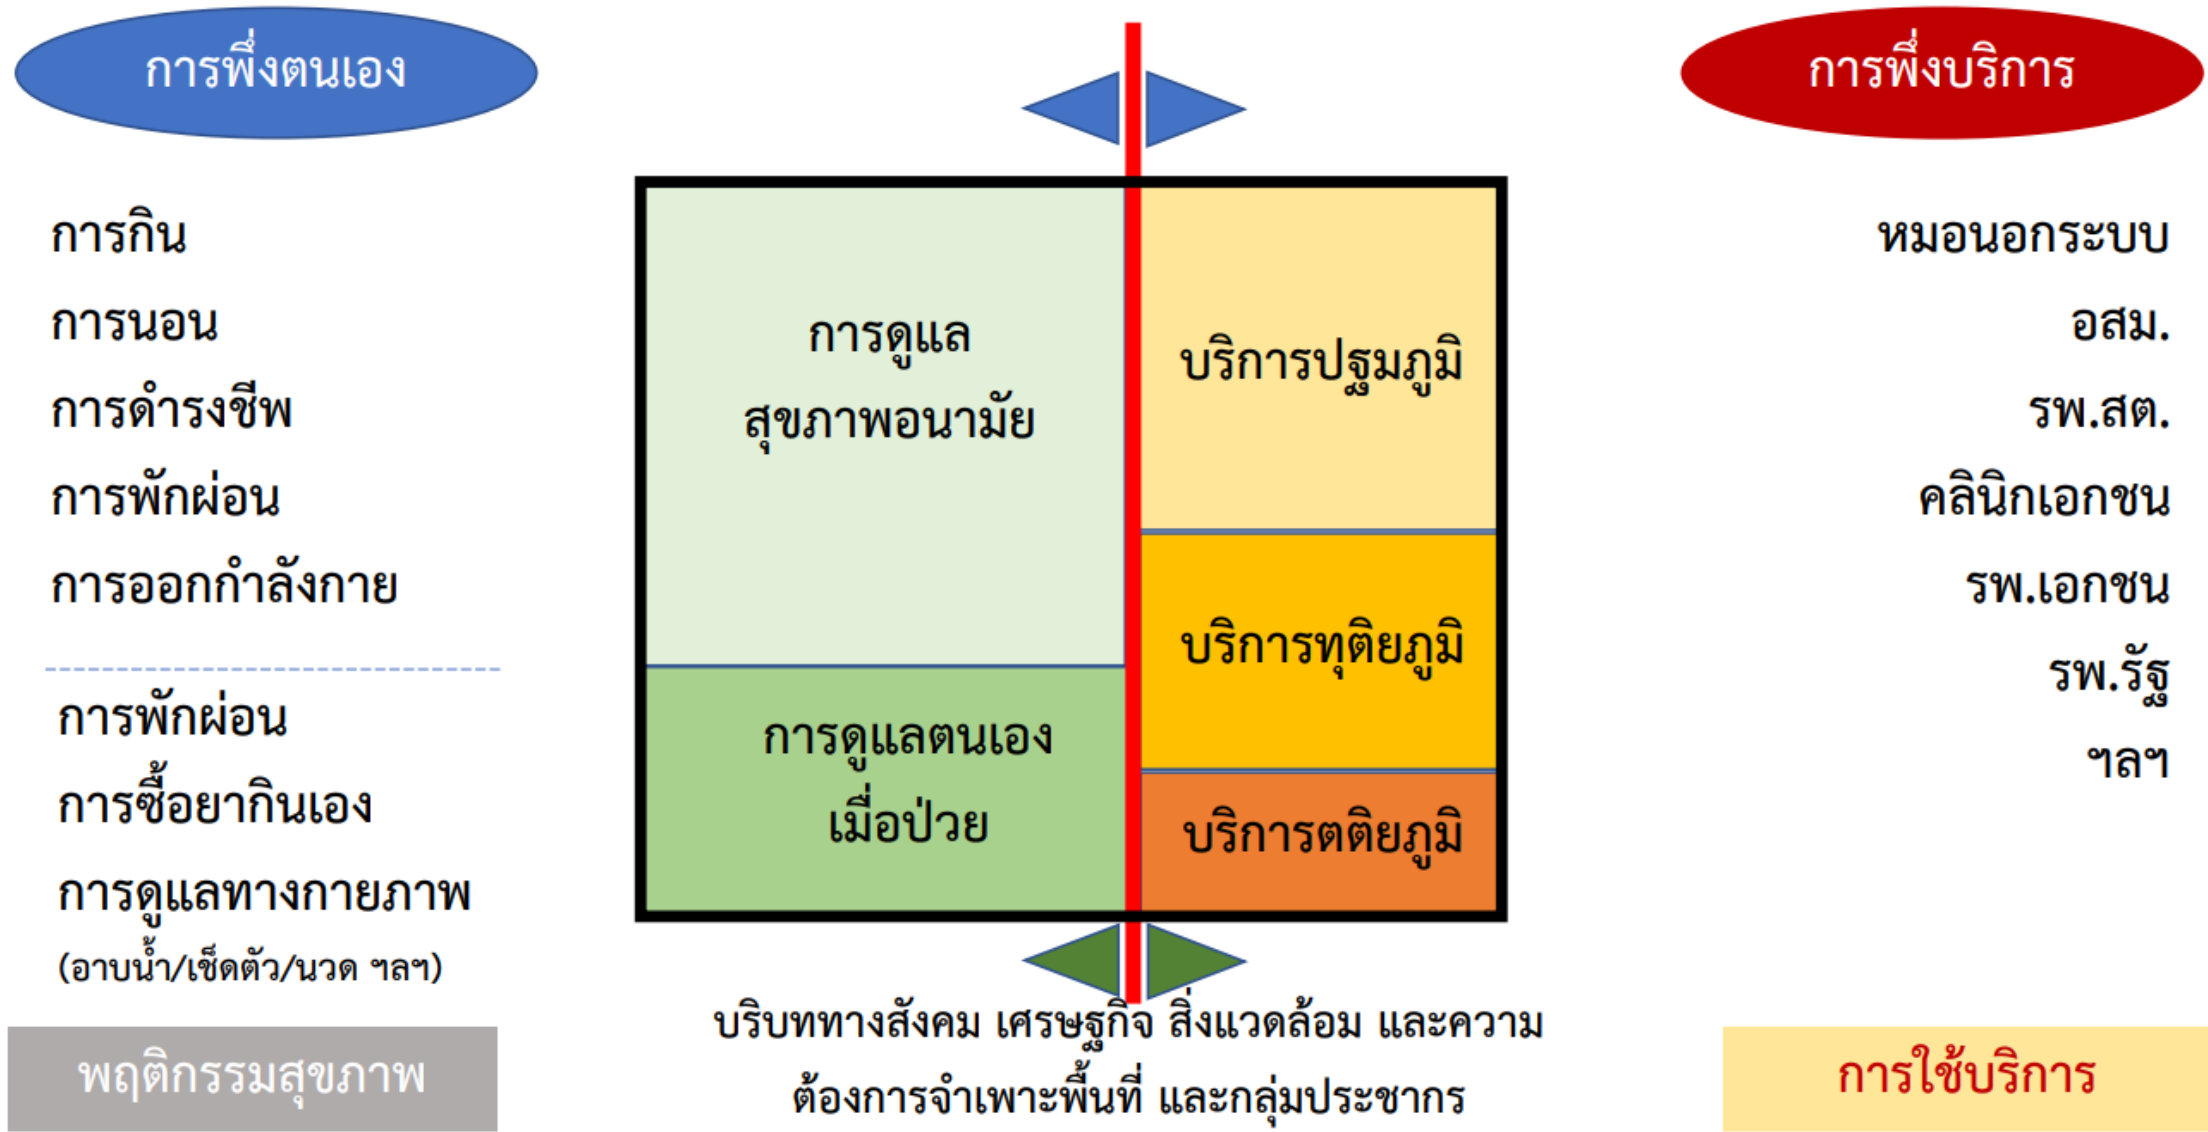 การพึ่งตนเอง
การกิน
การนอน
การดำรงชีพ
การพักผ่อน
การออกกำลังกาย
การพักผ่อน
การซื้อยากินเอง
การดูแลทางกายภาพ
(อาบน้ำ/เช็ดตัว/นวด ฯลฯ)
พฤติกรรมสุขภาพ
การดูแล
สุขภาพอนามัย
การดูแลตนเอง
เมื่อป่วย
บริการปฐมภูมิ
บริการทุติยภูมิ
บริการตติยภูมิ
บริบททางสังคม เศรษฐกิจ สิ่งแวดล้อม และความ
ต้องการจำเพาะพื้นที่ และกลุ่มประชากร
การพึ่งบริการ
หมอนอกระบบ
อสม.
รพ.สต.
คลินิกเอกชน
รพ.เอกชน
รพ.รัฐ
ฯลฯ
การใช้บริการ